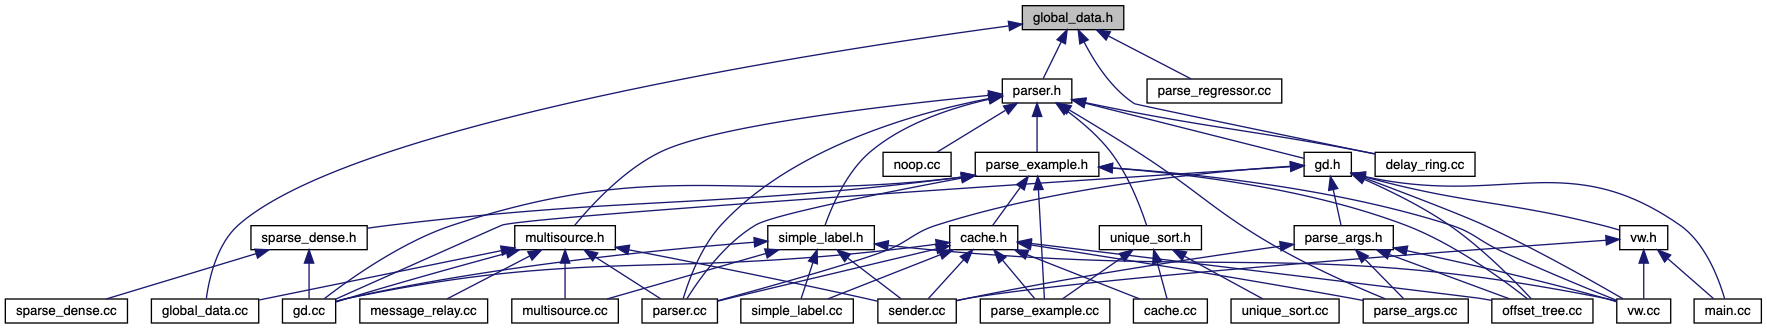 global_data.h
parser.h
parse_regressor.cc
noop.cc
parse_example.h
gd.h
delay_ring.cc
sparse_dense.h
multisource.h
simple_label.h
cache.h
unique_sort.h
parse_args.h
vw.h
sparse_dense.cc
global_data.cc
gd.cc
message_relay.cc
multisource.cc
parser.cc
simple_label.cc
sender.cc
parse_example.cc
cache.cc
unique_sort.cc
parse_args.cc
offset_tree.cc
vw.cc
main.cc